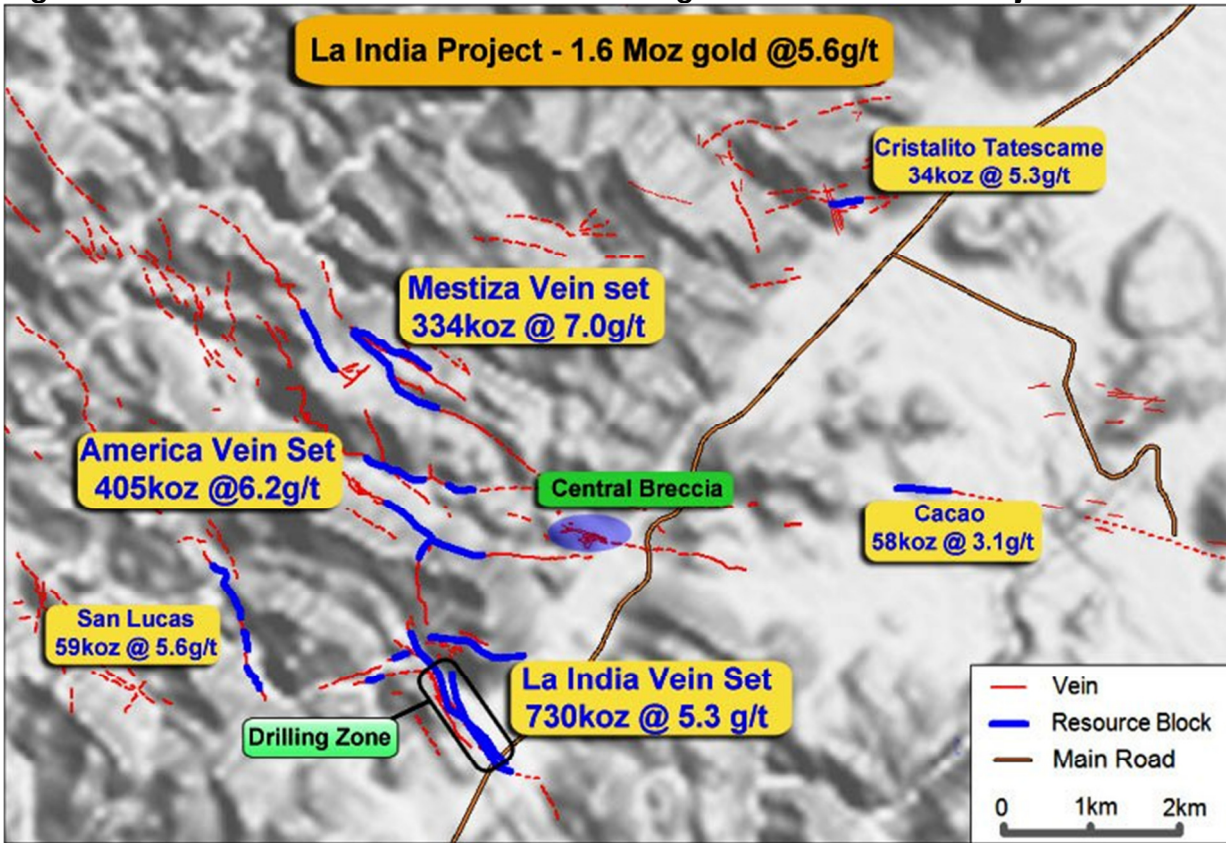 La India Project - 1.6 Moz gold @5.6g/t
Cristalito Tatescame
34koz @ 5.3g/t
Mestiza Vein set
334koz @ 7.0g/t
America Vein Set
405koz @6.2g/t
Central Breccia
Cacao
58koz @ 3.1g/t
San Lucas
59koz @ 5.6g/t
La India Vein Set
730koz @ 5.3 g/t
Drilling Zone
Vein
Resource Block
Main Road
0 1km 2km